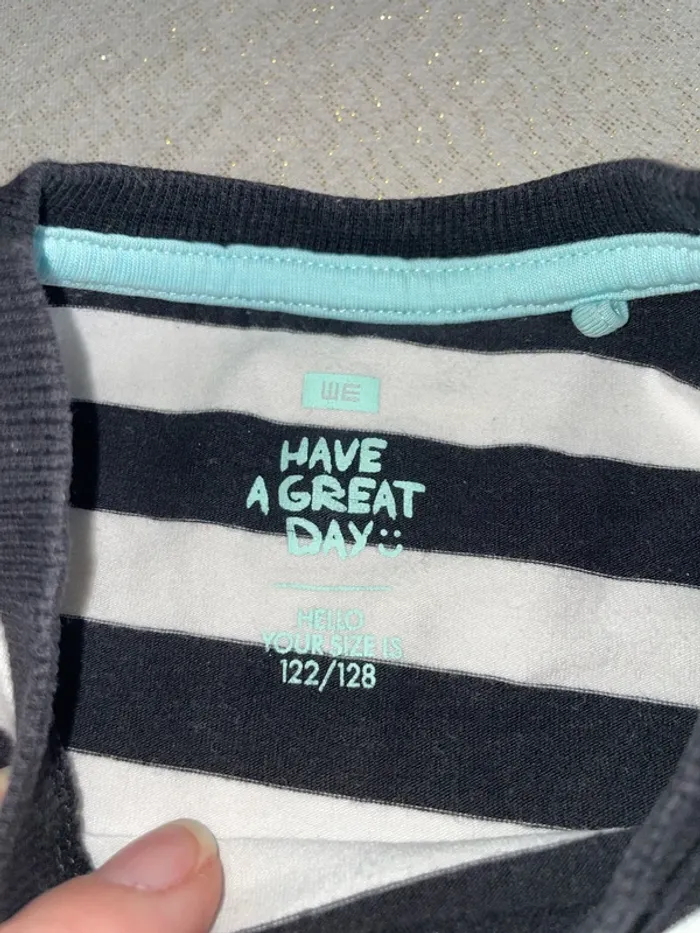 WE
HAVE
A GREAT
DAY :)
HELLO
YOUR SIZE IS
122/128